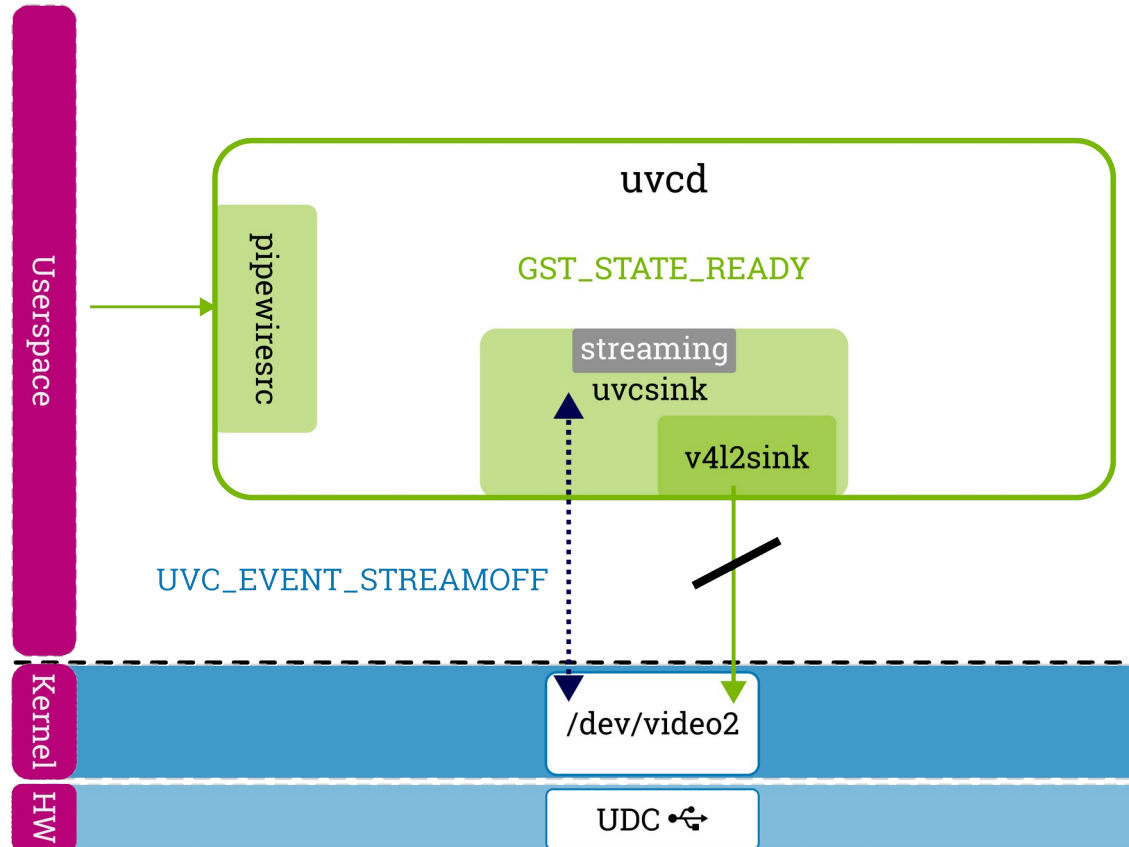 Userspace
uvcd
pipewiresrc
GST_STATE_READY
streaming
uvcsink
v4l2sink
UVC_EVENT_STREAMOFF
Kernel
/dev/video2
HW
UDC